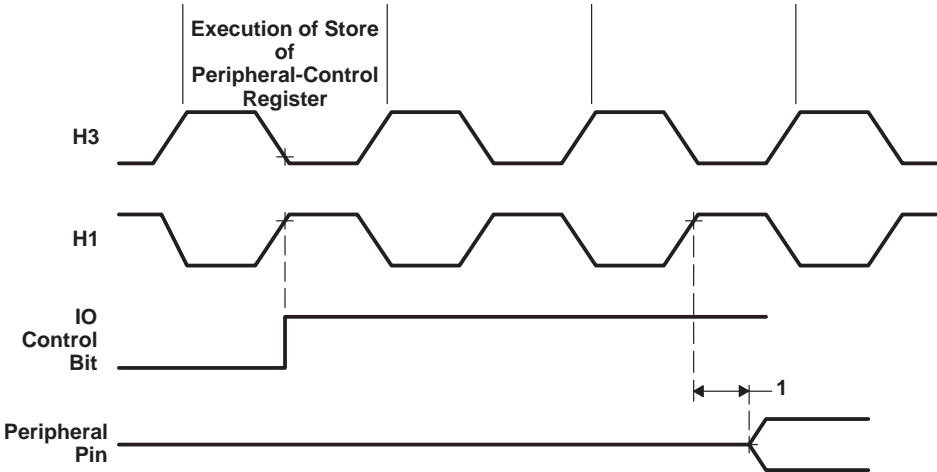 Execution of Store
of
Peripheral-Control
Register
H3
H1
IO
Control
Bit
1
Peripheral
Pin